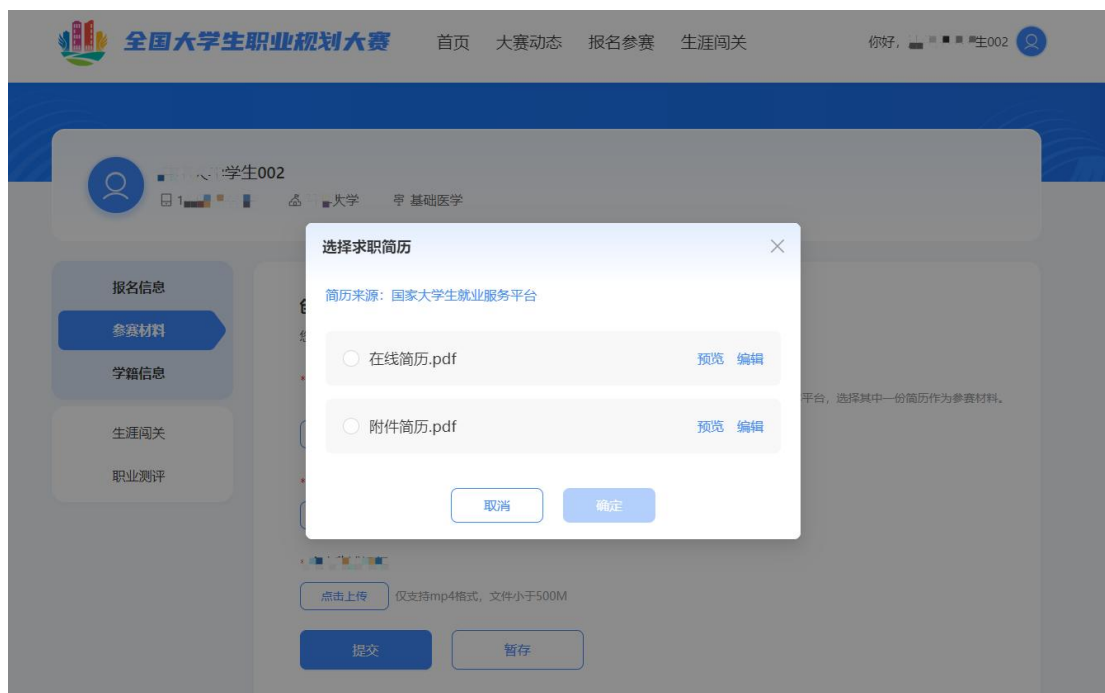 全国大学生职业规划大赛 首页 大赛动态 报名参赛 生涯闯关 你好, 生002
学生002
1 大学 基础医学
选择求职简历
报名信息
简历来源：国家大学生就业服务平台
参赛材料
在线简历.pdf 预览 编辑
学籍信息
平台，选择其中一份简历作为参赛材料。
附件简历.pdf 预览 编辑
生涯闯关
职业测评
取消 确定
点击上传 仅支持mp4格式，文件小于500M
提交 暂存